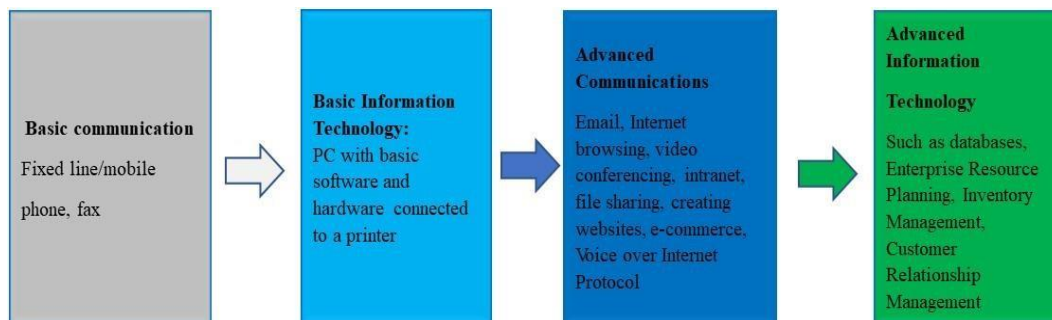 Basic communication
Fixed line/mobile
phone, fax
Basic Information
Technology:
PC with basic
software and
hardware connected
to a printer
Advanced
Communications
Email, Internet
browsing, video
conferencing, intranet,
file sharing, creating
websites, e-commerce,
Voice over Internet
Protocol
Advanced
Information
Technology
Such as databases,
Enterprise Resource
Planning, Inventory
Management,
Customer
Relationship
Management